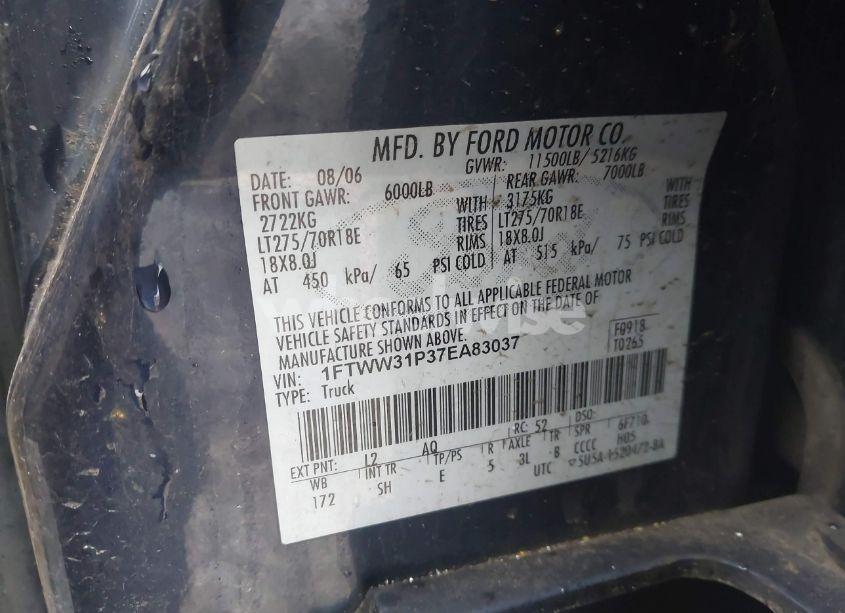 MFD. BY FORD MOTOR CO.
DATE: 08/06 GVWR: 11500LB/ 5216KG
FRONT GAWR: 6000LB REAR GAWR: 7000LB
2722KG WITH 3175KG WITH
LT275/70R18E TIRES LT275/70R18E TIRES
18X8.0J RIMS 18X8.0J RIMS
AT 450 kPa/ 65 PSI COLD AT 515 kPa/ 75 PSI COLD
THIS VEHICLE CONFORMS TO ALL APPLICABLE FEDERAL MOTOR
VEHICLE SAFETY STANDARDS IN EFFECT ON THE DATE OF
MANUFACTURE SHOWN ABOVE.
VIN: 1FTWW31P37EA83037
TYPE: Truck
F0918
T0265
EXT PNT: L2 AQ RC: 52 DSO:
WB INT TR TP/PS R AXLE TR SPR 6F710
172 SH E 5 3L B CCCC H05
UTC